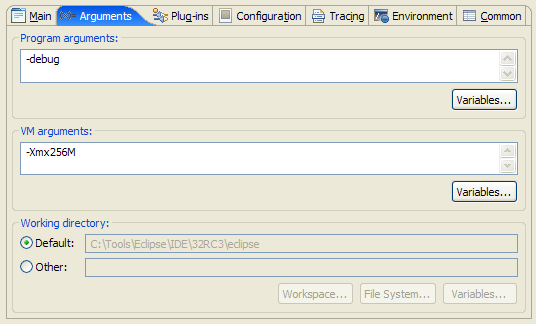 Main Arguments Plug-ins Configuration Tracing Environment Common
Program arguments:
-debug
Variables...
VM arguments:
-Xmx256M
Variables...
Working directory:
Default: C:\Tools\Eclipse\IDE\32RC3\eclipse
Other:
Workspace... File System... Variables...